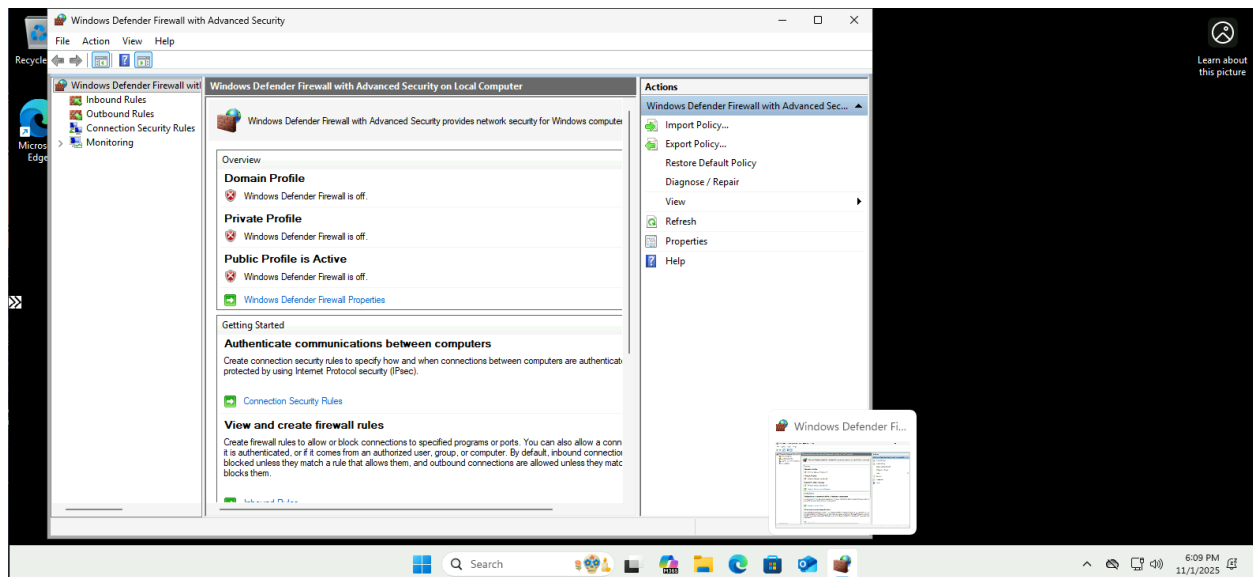 Recycle
Micros
Edge
Windows Defender Firewall with Advanced Security
File Action View Help
Windows Defender Firewall witl
Inbound Rules
Outbound Rules
Connection Security Rules
Monitoring
Windows Defender Firewall with Advanced Security on Local Computer
Windows Defender Firewall with Advanced Security provides network security for Windows computer
Overview
Domain Profile
Windows Defender Firewall is off.
Private Profile
Windows Defender Firewall is off.
Public Profile is Active
Windows Defender Firewall is off.
Windows Defender Firewall Properties
Getting Started
Authenticate communications between computers
Create connection security rules to specify how and when connections between computers are authenticate
protected by using Internet Protocol security (IPsec).
Connection Security Rules
View and create firewall rules
Create firewall rules to allow or block connections to specified programs or ports. You can also allow a conn
it is authenticated, or if it comes from an authorized user, group, or computer. By default, inbound connection
blocked unless they match a rule that allows them, and outbound connections are allowed unless they matc
blocks them.
Inbound Rules
Actions
Windows Defender Firewall with Advanced Sec...
Import Policy...
Export Policy...
Restore Default Policy
Diagnose / Repair
View
Refresh
Properties
Help
Learn about
this picture
Windows Defender Fi...
Search
M365
6:09 PM
11/1/2025